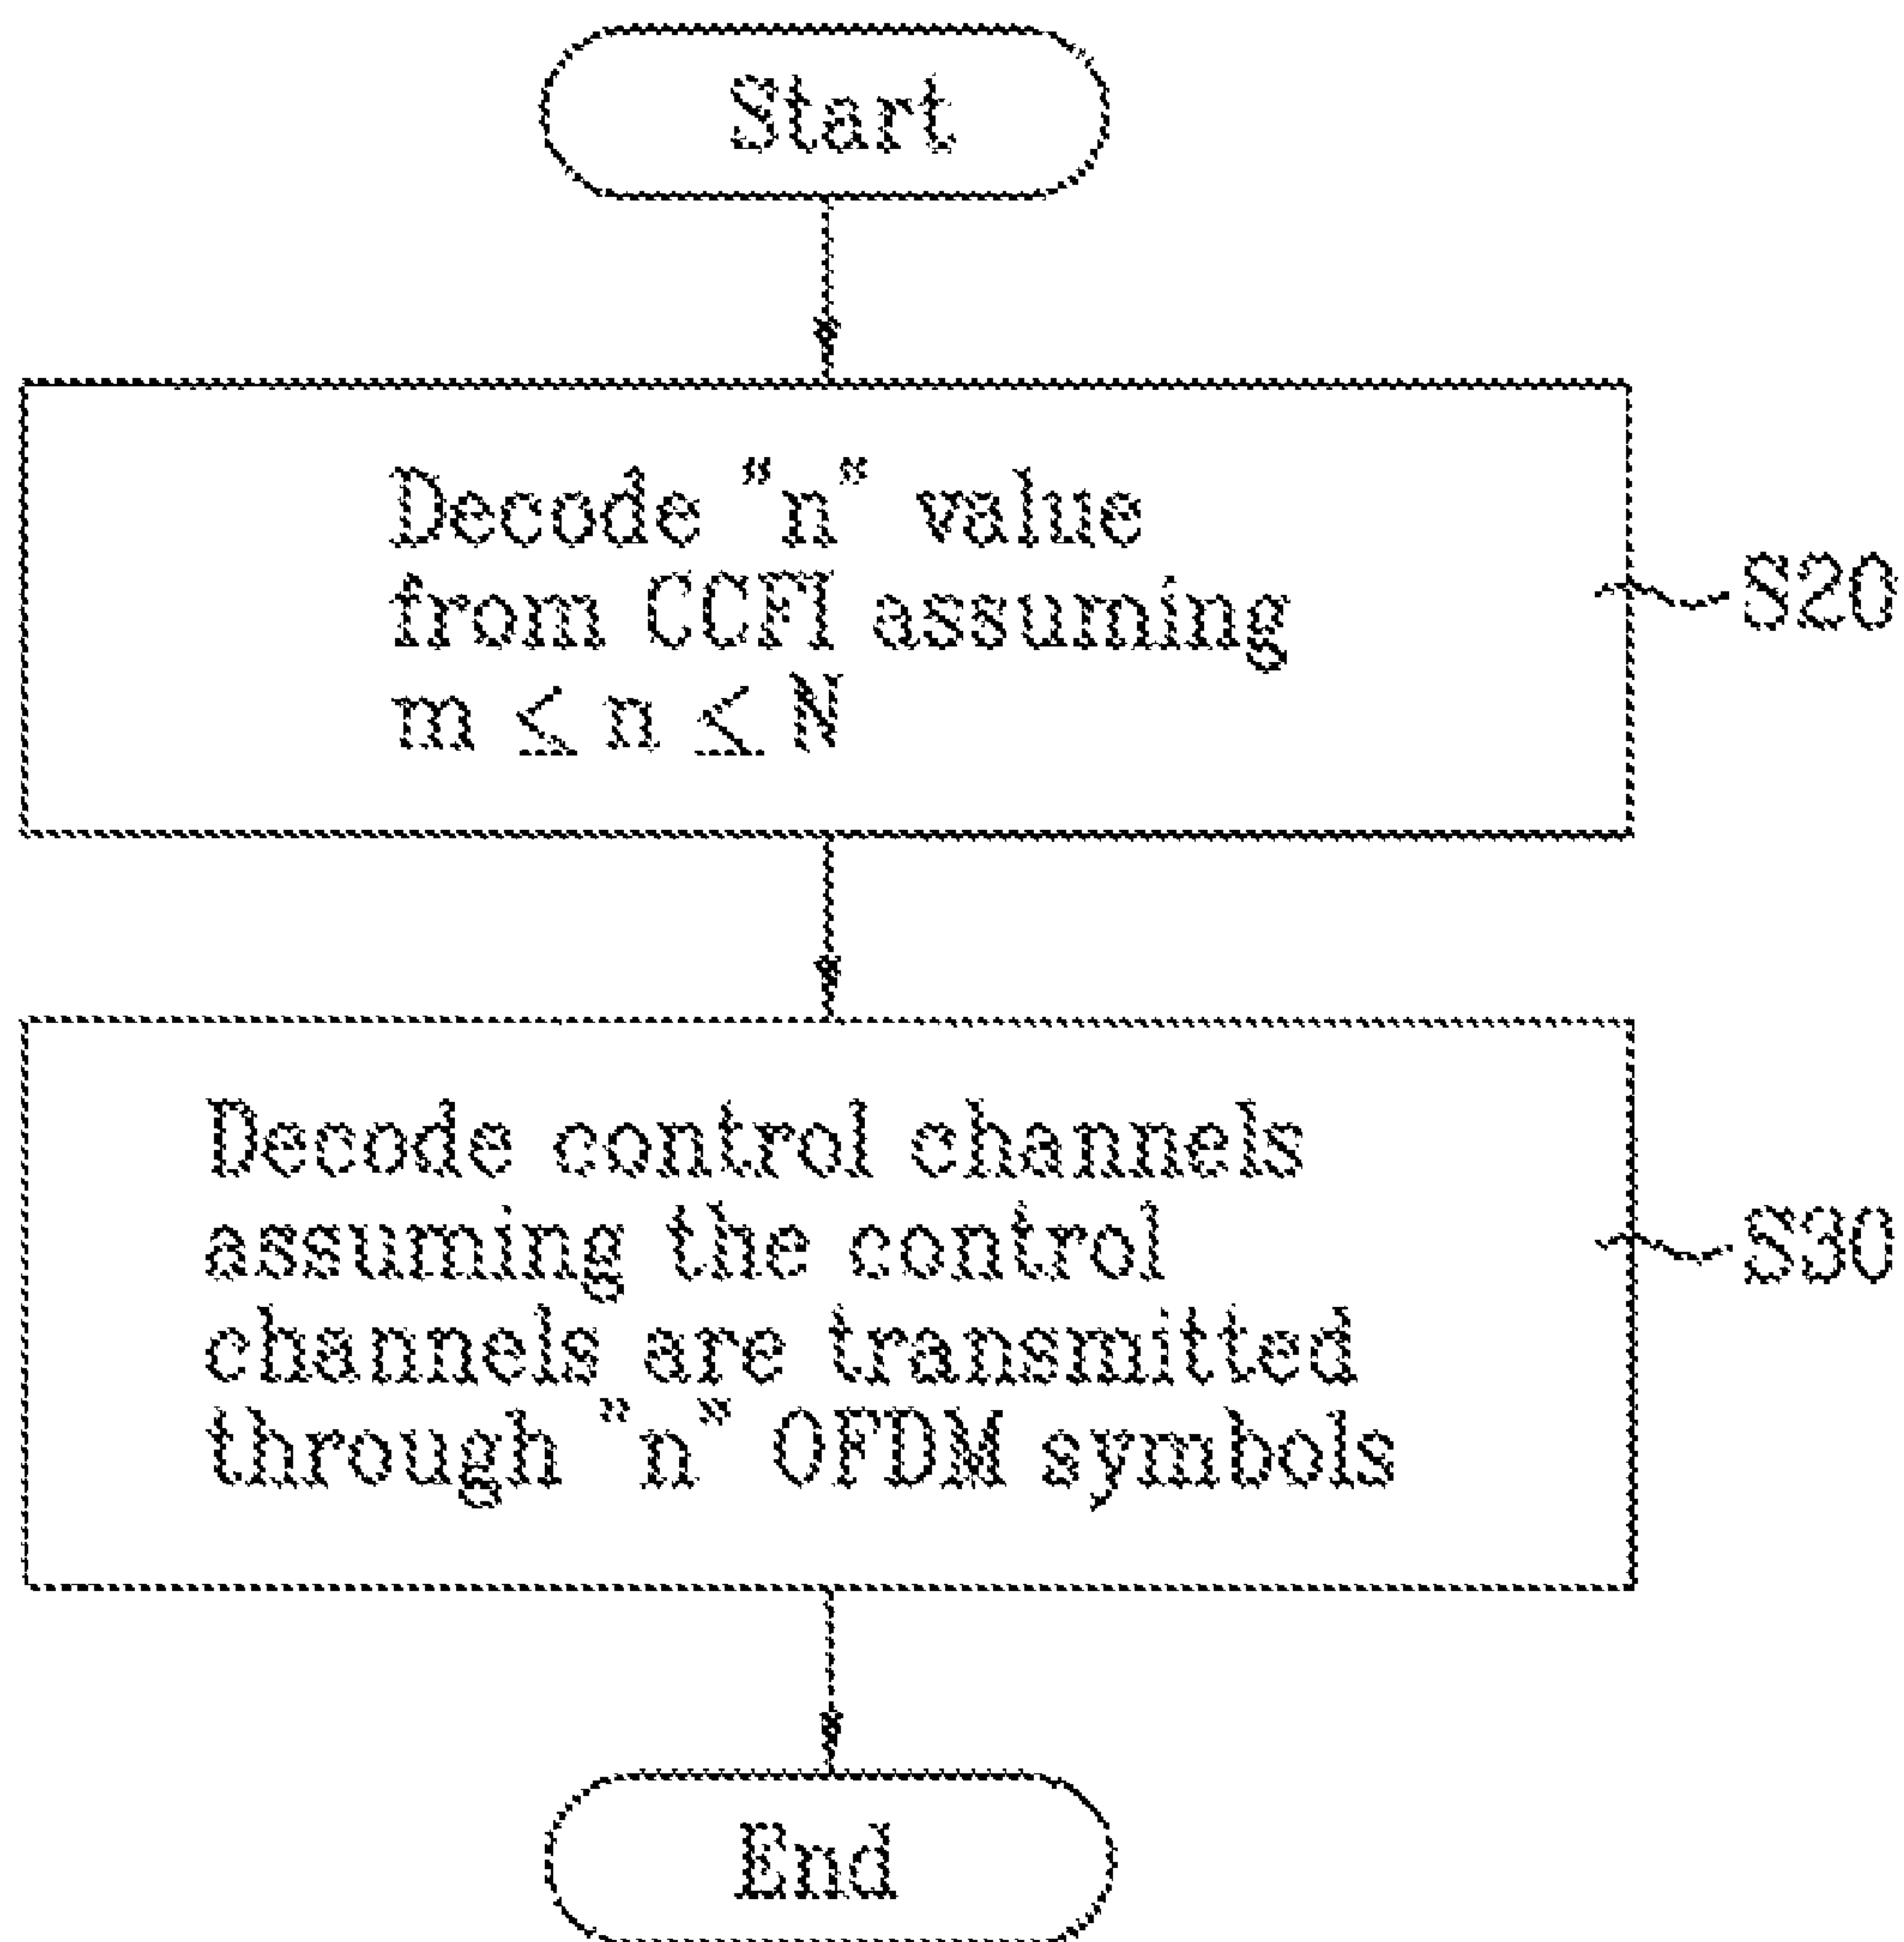 Start
Decode "n" value
from CCFI assuming
m ≤ n ≤ N
S20
Decode control channels
assuming the control
channels are transmitted
through "n" OFDM symbols
S30
End